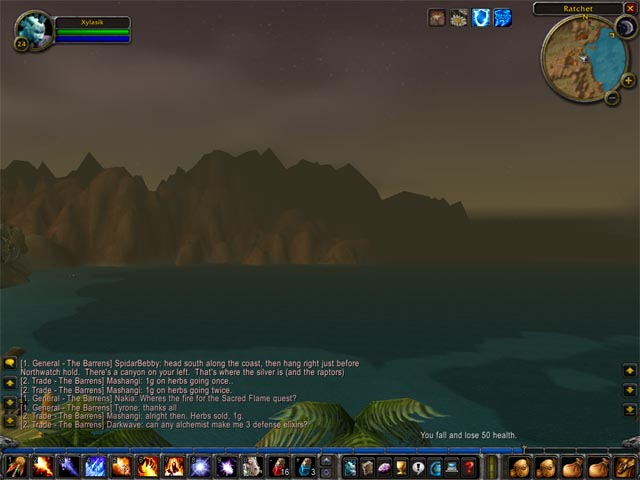 Xylasik
24
Ratchet
N
[1. General - The Barrens] SpidarBebby: head south along the coast, then hang right just before
Northwatch hold. There's a canyon on your left. That's where the silver is (and the raptors)
[2. Trade - The Barrens] Mashangi: 1g on herbs going once..
[2. Trade - The Barrens] Mashangi: 1g on herbs going twice.
[1. General - The Barrens] Nakia: Wheres the fire for the Sacred Flame quest?
[1. General - The Barrens] Tyrone: thanks all
[2. Trade - The Barrens] Mashangi: alright then. Herbs sold, 1g.
[2. Trade - The Barrens] Darkwave: can any alchemist make me 3 defense elixirs?
You fall and lose 50 health.
16
3